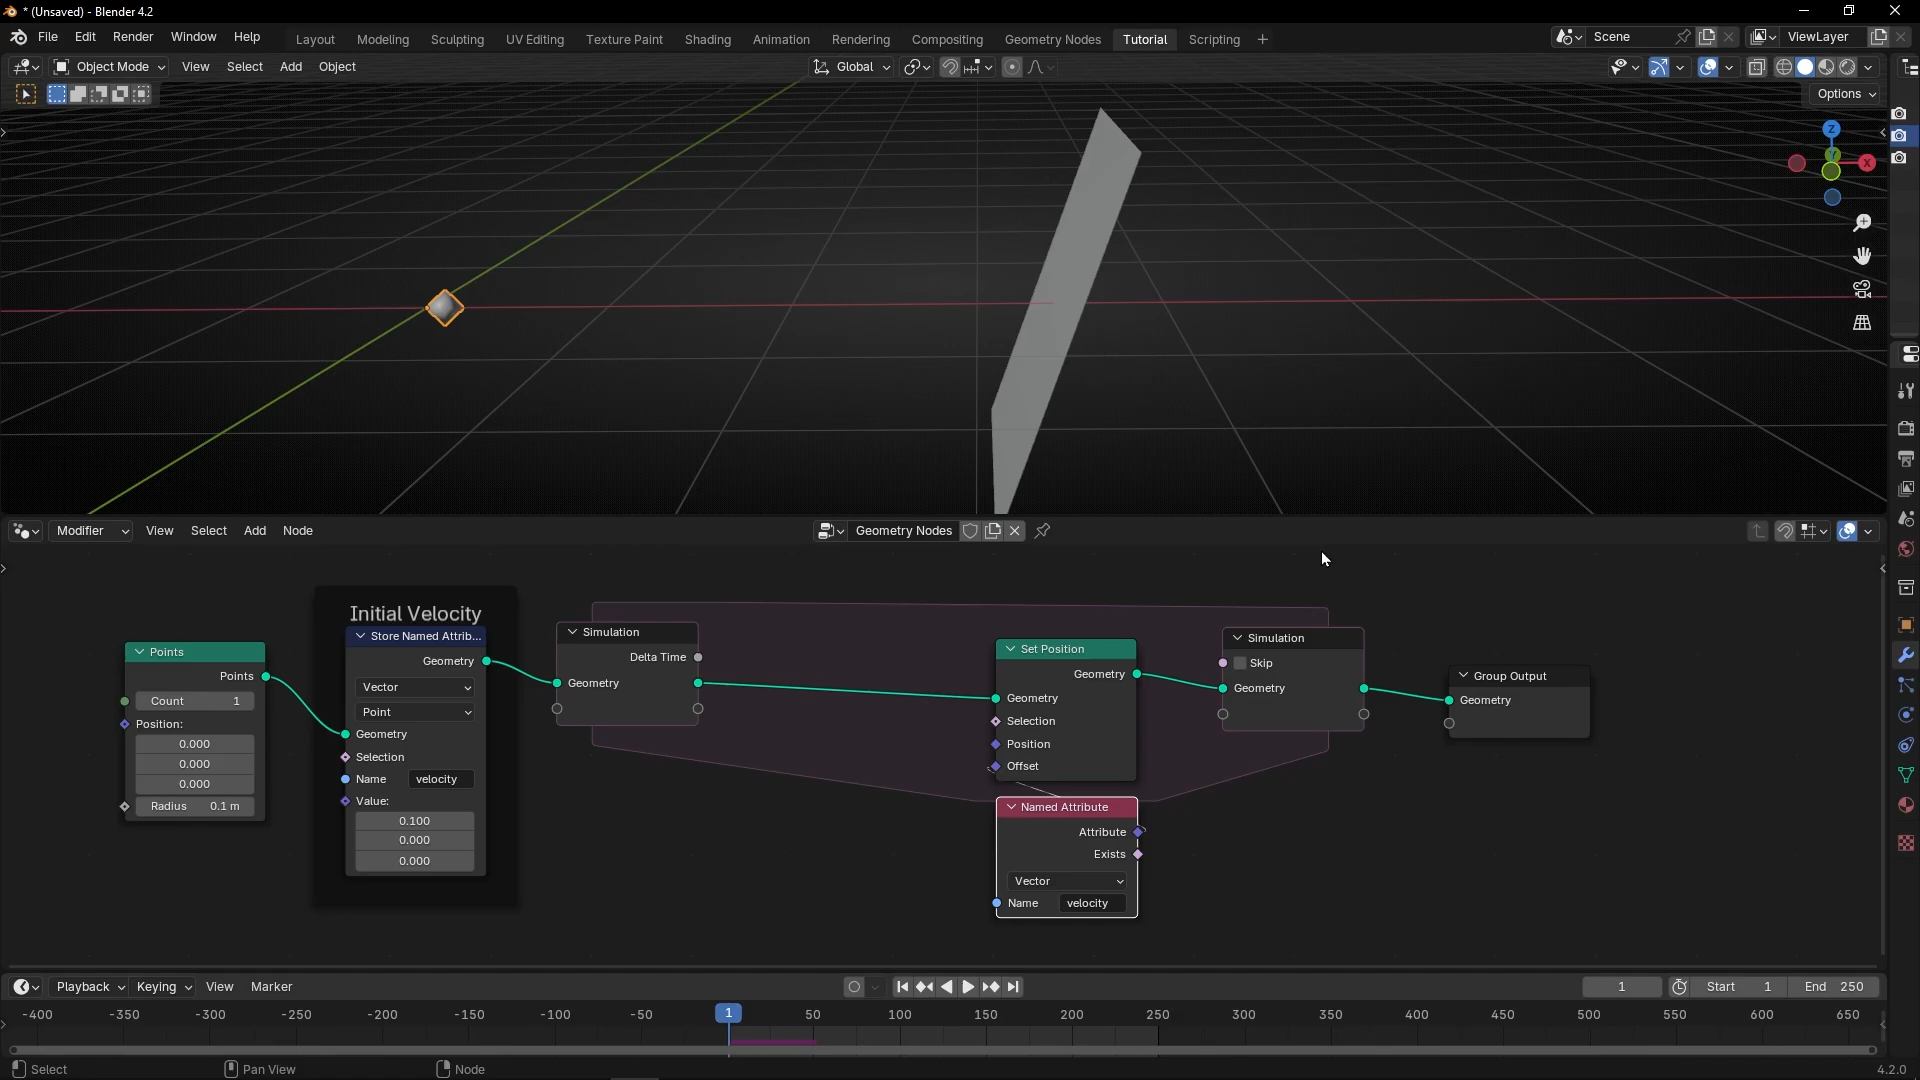 * (Unsaved) - Blender 4.2
File Edit Render Window Help
Layout Modeling Sculpting UV Editing Texture Paint Shading Animation Rendering Compositing Geometry Nodes Tutorial Scripting
Scene
ViewLayer
Object Mode View Select Add Object
Global
Options
Z
X
Modifier View Select Add Node
Geometry Nodes
Initial Velocity
Points
Points
Count 1
Position:
0.000
0.000
0.000
Radius 0.1 m
Store Named Attrib...
Geometry
Vector
Point
Geometry
Selection
Name velocity
Value:
0.100
0.000
0.000
Simulation
Delta Time
Geometry
Set Position
Geometry
Geometry
Selection
Position
Offset
Named Attribute
Attribute
Exists
Vector
Name velocity
Simulation
Skip
Geometry
Group Output
Geometry
Playback Keying View Marker
1
Start 1
End 250
-400 -350 -300 -250 -200 -150 -100 -50 1 50 100 150 200 250 300 350 400 450 500 550 600 650
Select
Pan View
Node
4.2.0